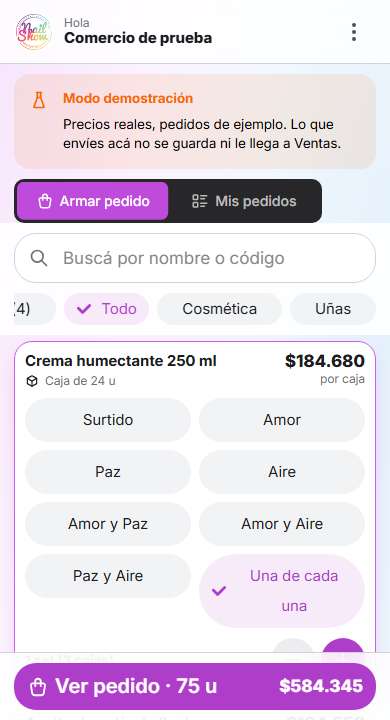 Nail
Show
Hola
Comercio de prueba
Modo demostración
Precios reales, pedidos de ejemplo. Lo que
envíes acá no se guarda ni le llega a Ventas.
Armar pedido
Mis pedidos
Buscá por nombre o código
(4)
Todo
Cosmética
Uñas
Crema humectante 250 ml
$184.680
Caja de 24 u
por caja
Surtido
Amor
Paz
Aire
Amor y Paz
Amor y Aire
Paz y Aire
Una de cada
una
Ver pedido · 75 u
$584.345